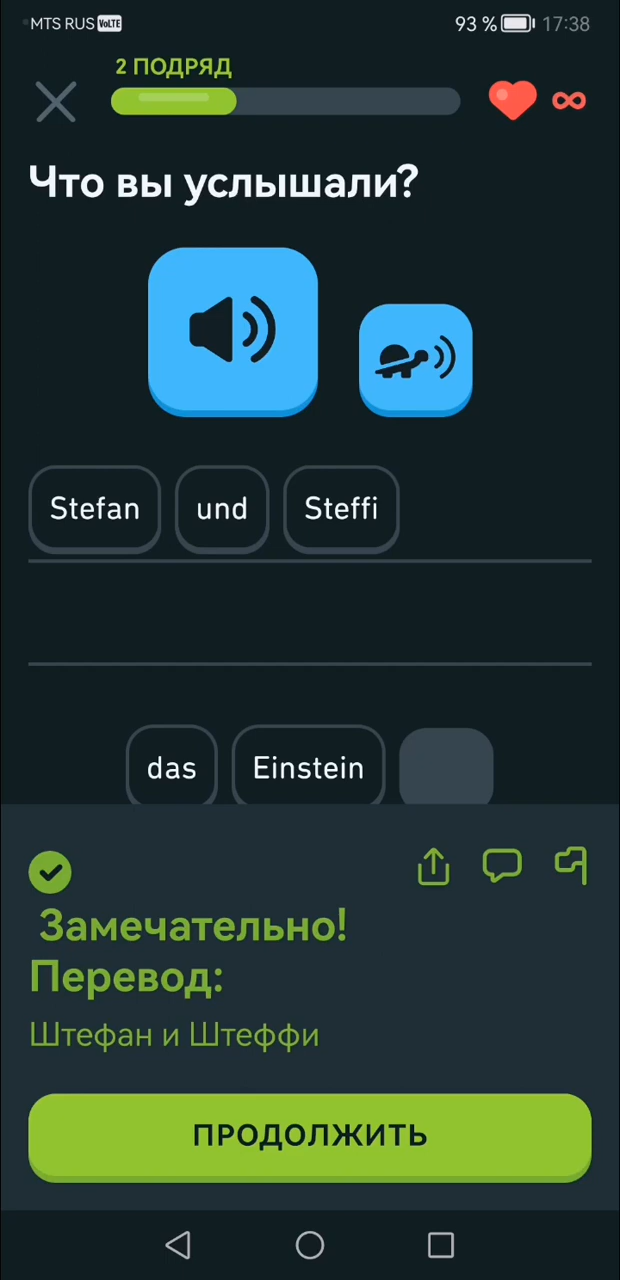 MTS RUS VoLTE 93 % 17:38
2 ПОДРЯД
Что вы услышали?
Stefan und Steffi
das Einstein
Замечательно!
Перевод:
Штефан и Штеффи
ПРОДОЛЖИТЬ